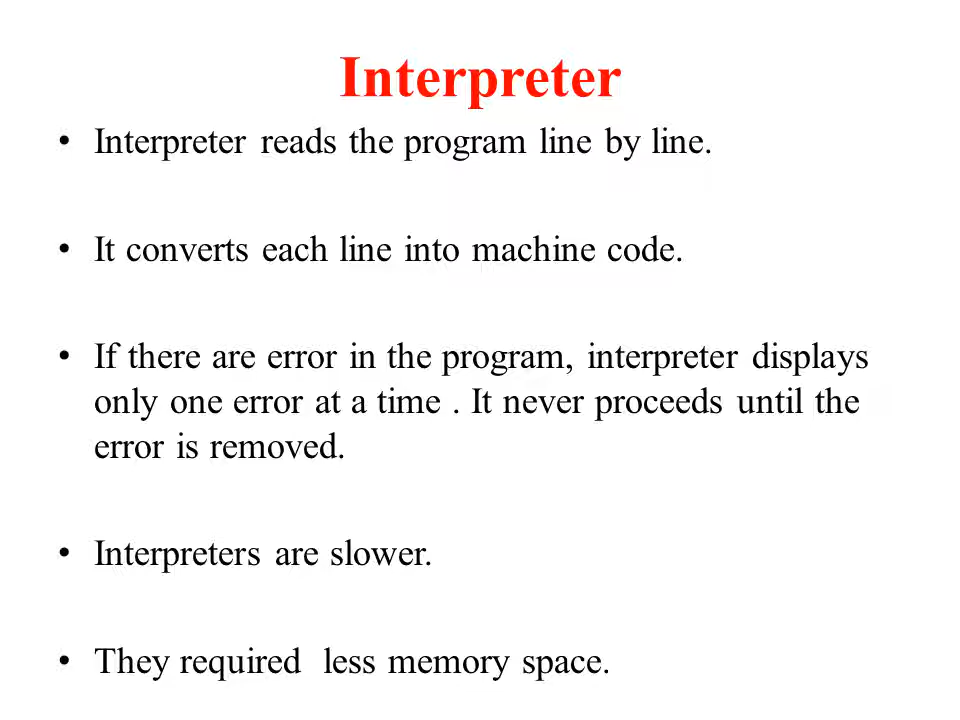 Interpreter
• Interpreter reads the program line by line.
• It converts each line into machine code.
• If there are error in the program, interpreter displays
only one error at a time . It never proceeds until the
error is removed.
• Interpreters are slower.
• They required  less memory space.